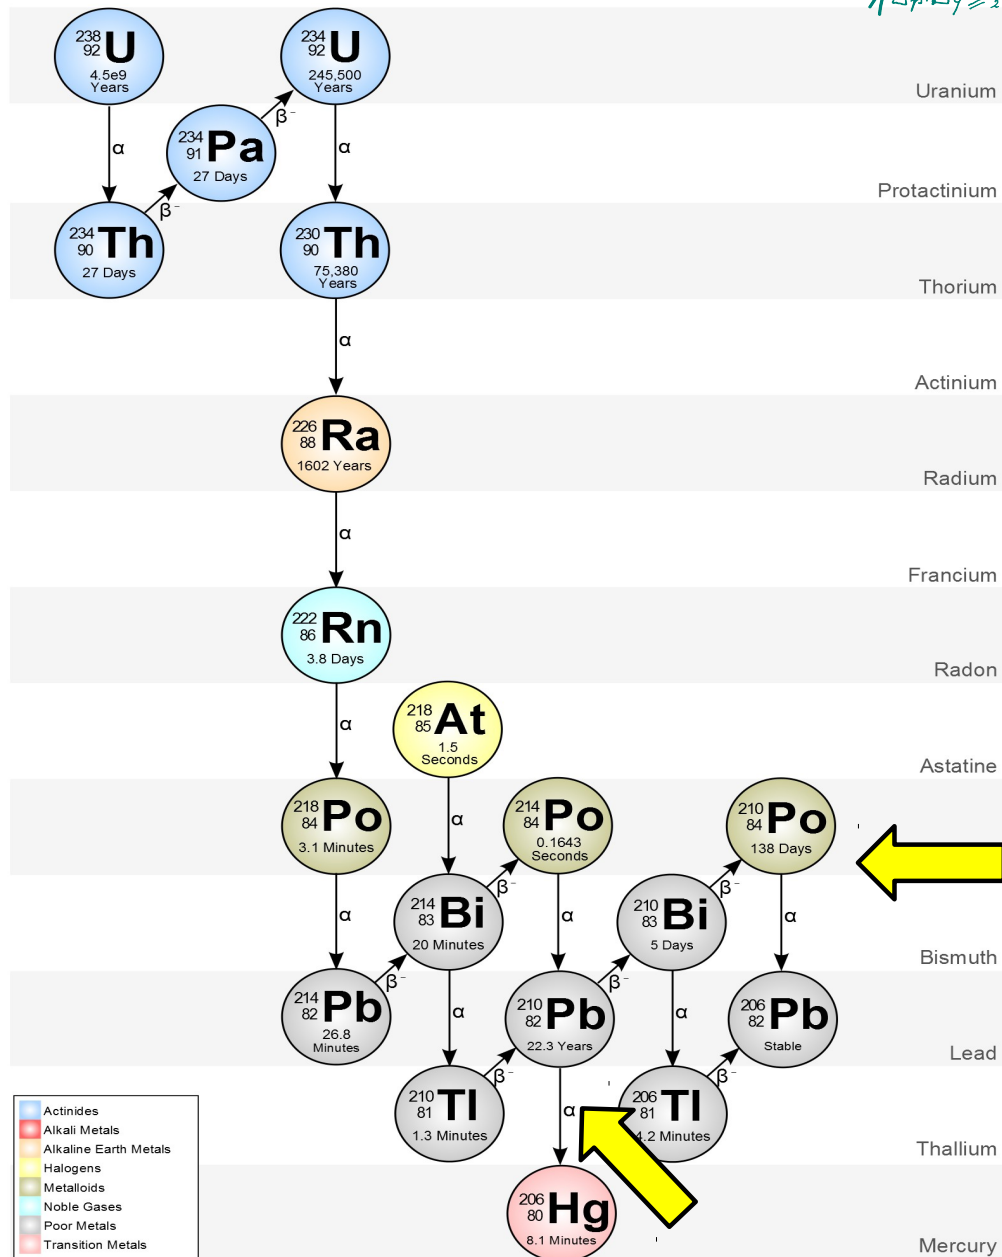 238
92 U
4.5e9
Years
234
92 U
245,500
Years
Uranium
α
β⁻
234
91 Pa
27 Days
α
Protactinium
β⁻
234
90 Th
27 Days
230
90 Th
75,380
Years
Thorium
α
Actinium
226
88 Ra
1602 Years
Radium
α
Francium
222
86 Rn
3.8 Days
Radon
α
218
85 At
1.5
Seconds
Astatine
218
84 Po
3.1 Minutes
α
214
84 Po
0.1643
Seconds
210
84 Po
138 Days
α
β⁻
214
83 Bi
20 Minutes
α
β⁻
210
83 Bi
5 Days
α
Bismuth
β⁻
β⁻
214
82 Pb
26.8
Minutes
α
210
82 Pb
22.3 Years
α
206
82 Pb
Stable
Lead
β⁻
β⁻
210
81 Tl
1.3 Minutes
α
206
81 Tl
4.2 Minutes
Thallium
206
80 Hg
8.1 Minutes
Mercury
Actinides
Alkali Metals
Alkaline Earth Metals
Halogens
Metalloids
Noble Gases
Poor Metals
Transition Metals